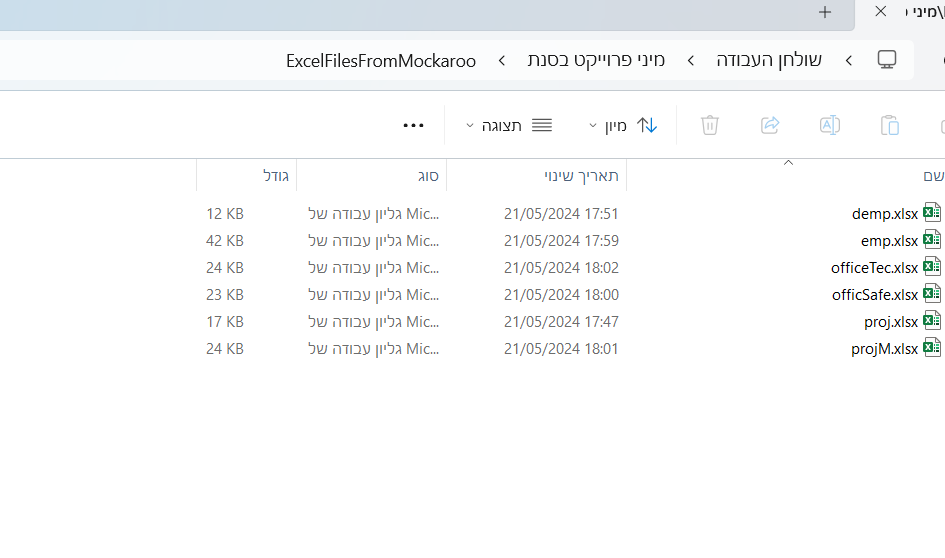 מיני
שולחן העבודה > מיני פרוייקט בסנת > ExcelFilesFromMockaroo
מיון תצוגה ...
שם תאריך שינוי סוג גודל
demp.xlsx 21/05/2024 17:51 גליון עבודה של Mic... 12 KB
emp.xlsx 21/05/2024 17:59 גליון עבודה של Mic... 42 KB
officeTec.xlsx 21/05/2024 18:02 גליון עבודה של Mic... 24 KB
officSafe.xlsx 21/05/2024 18:00 גליון עבודה של Mic... 23 KB
proj.xlsx 21/05/2024 17:47 גליון עבודה של Mic... 17 KB
projM.xlsx 21/05/2024 18:01 גליון עבודה של Mic... 24 KB